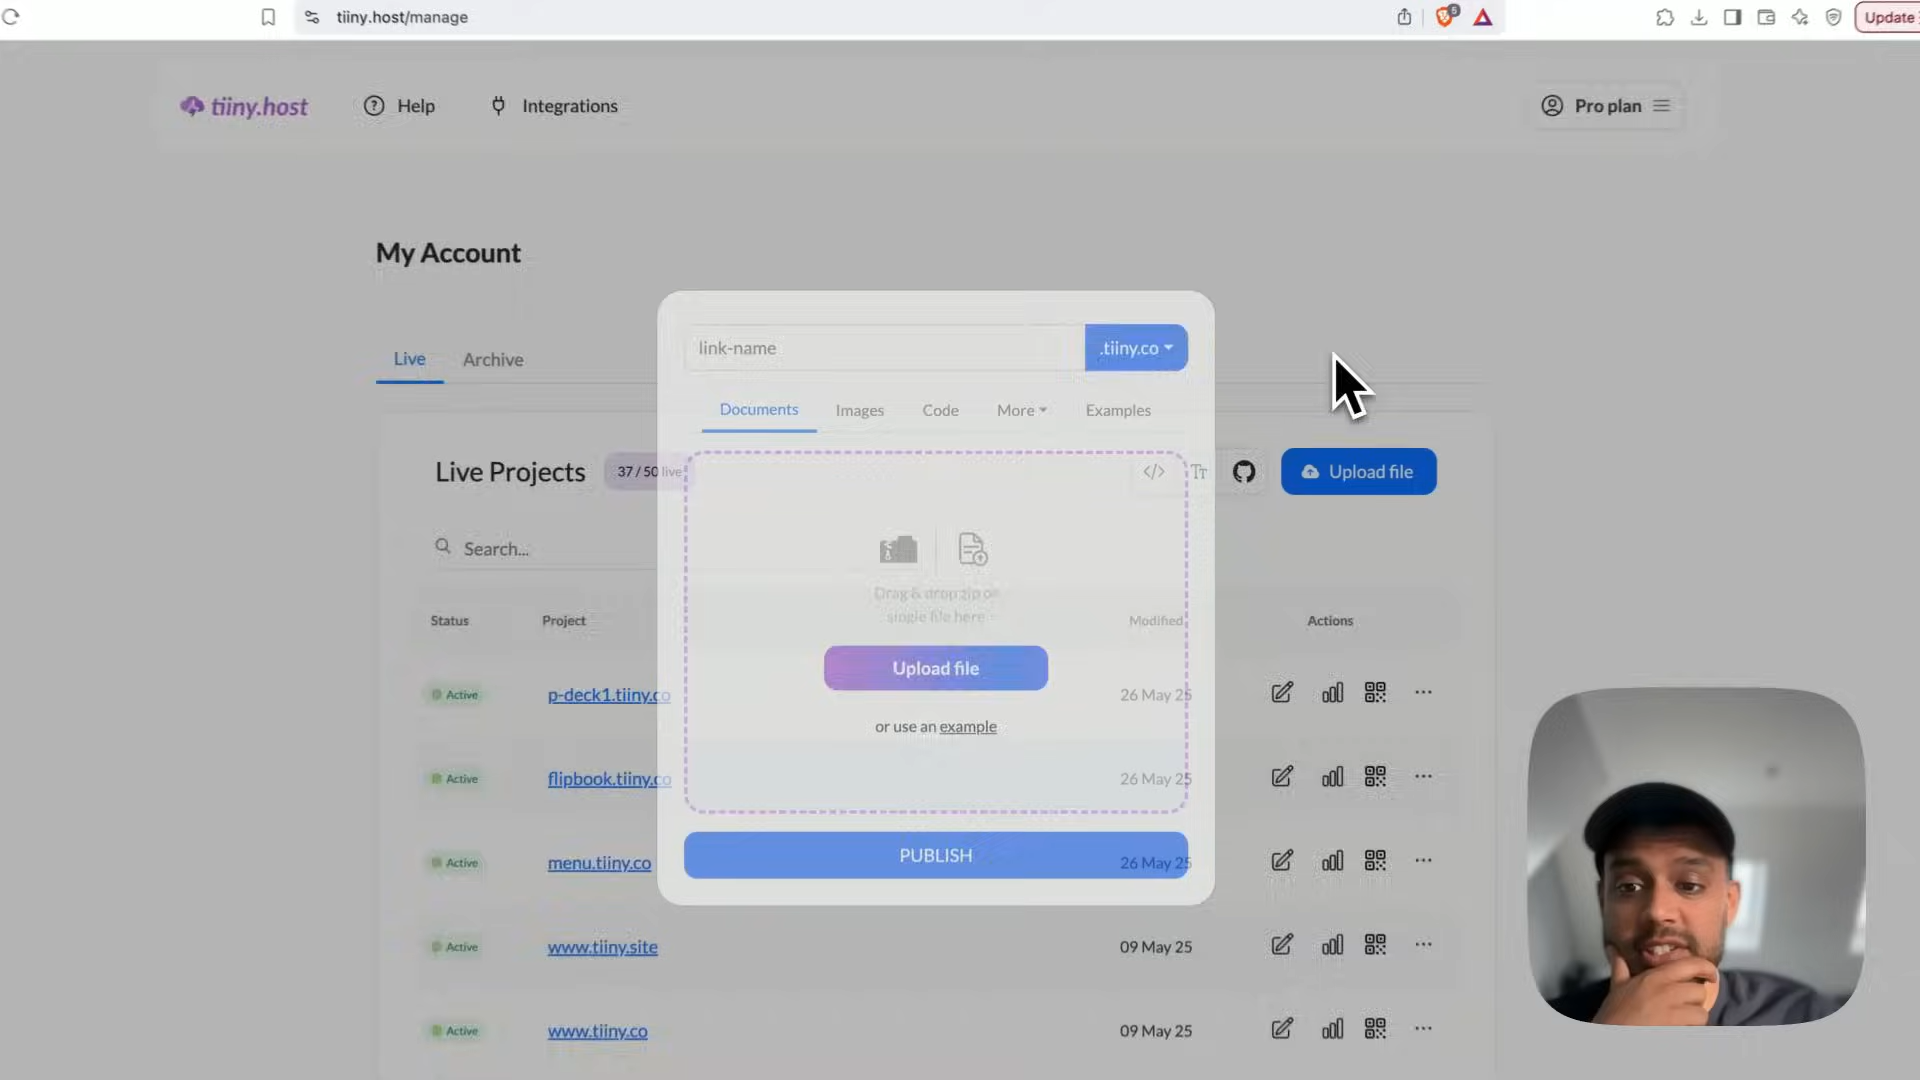 tiiny.host/manage
5
Update
tiiny.host
Help
Integrations
Pro plan
My Account
Live
Archive
link-name
.tiiny.co
Documents
Images
Code
More
Examples
Live Projects
37 / 50 live
</>
Tr
Upload file
Search...
Drag & drop zip or
single file here
Status
Project
Modified
Actions
Upload file
Active
p-deck1.tiiny.co
26 May 25
or use an example
Active
flipbook.tiiny.co
26 May 25
PUBLISH
Active
menu.tiiny.co
26 May 25
Active
www.tiiny.site
09 May 25
Active
www.tiiny.co
09 May 25